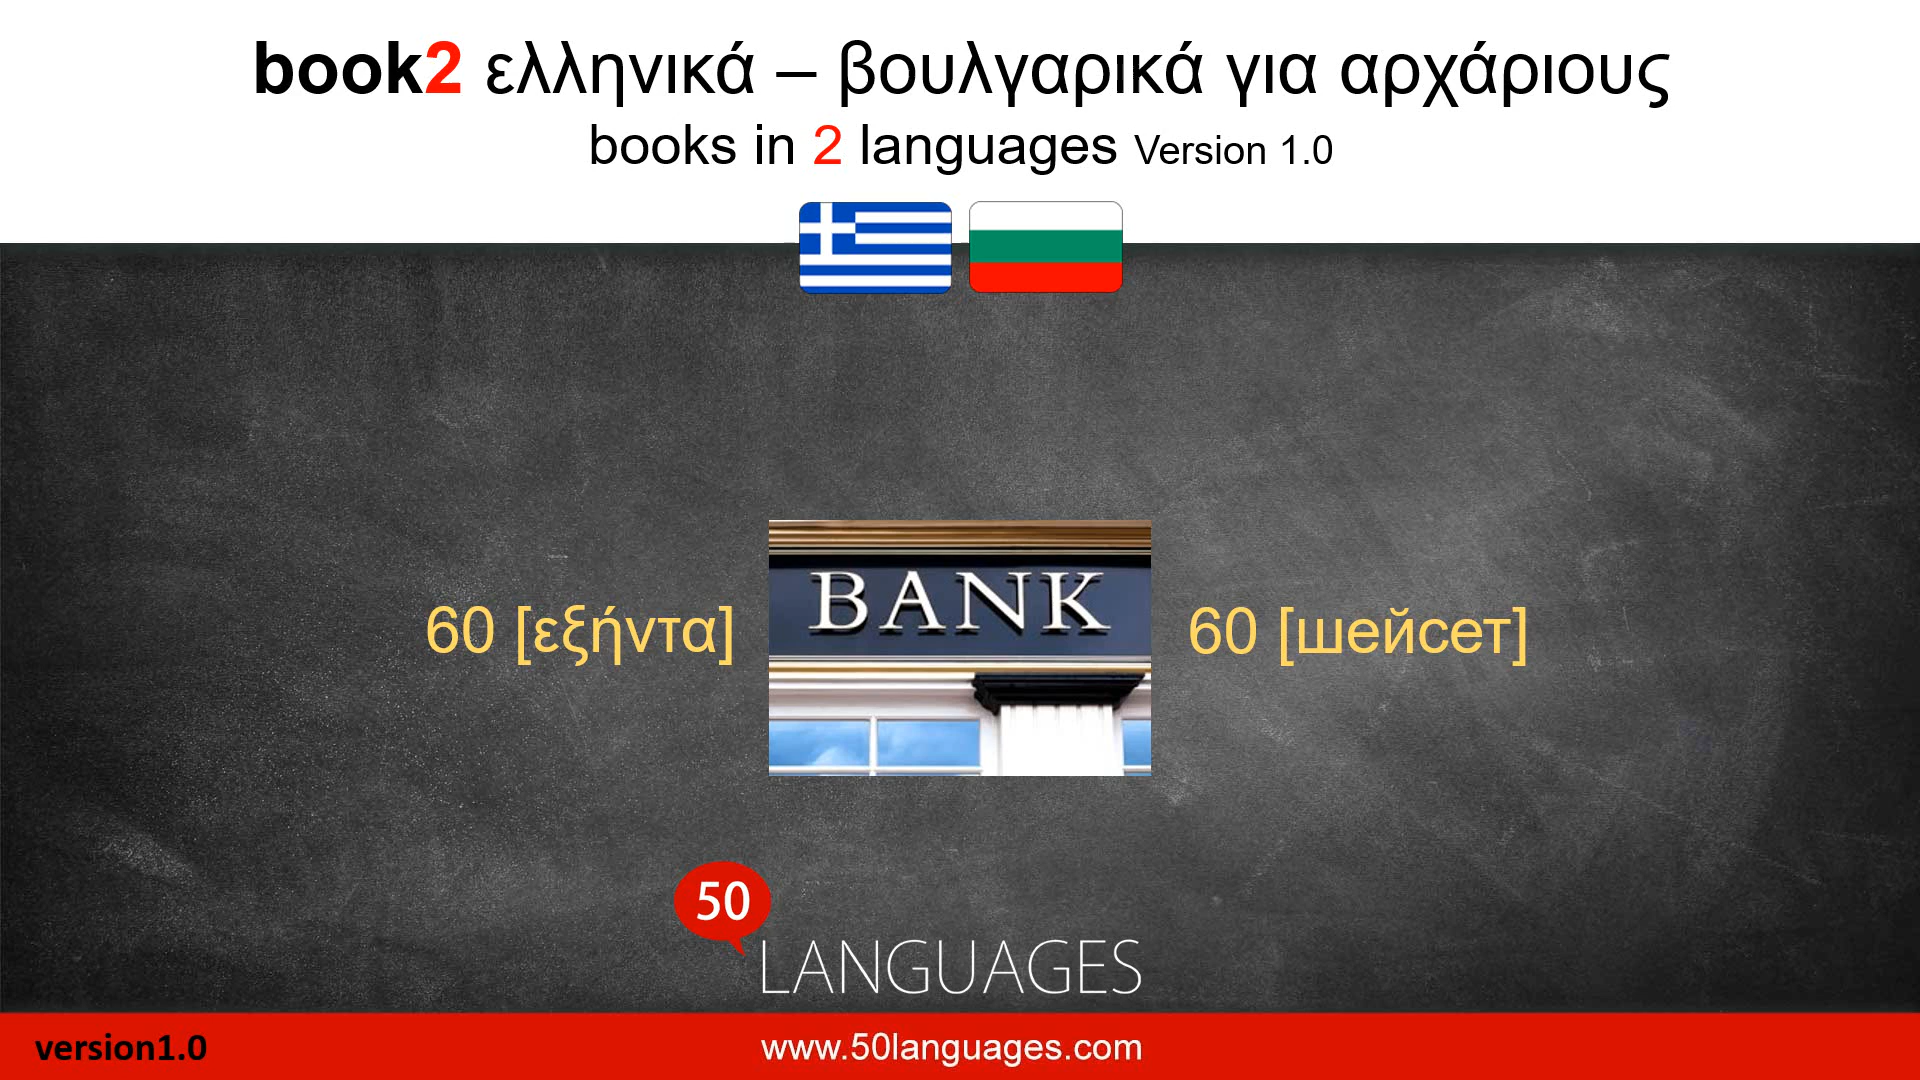 book2 ελληνικά – βουλγαρικά για αρχάριους
books in 2 languages Version 1.0
60 [εξήντα]
BANK
60 [шейсет]
50
LANGUAGES
version1.0
www.50languages.com